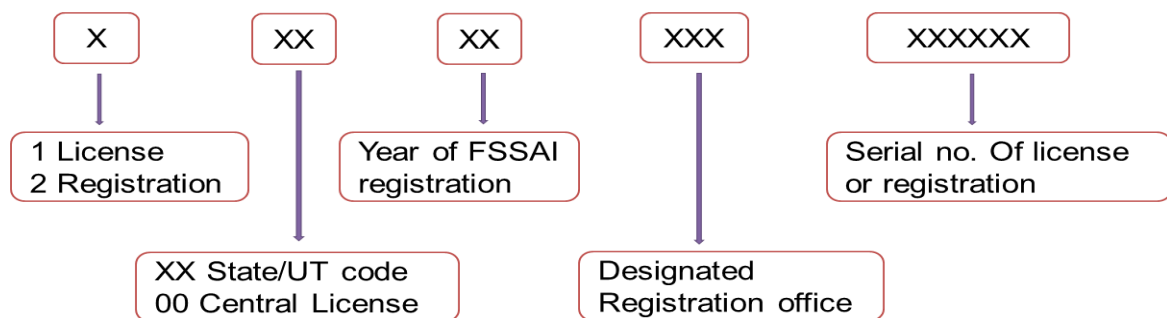 X
XX
XX
XXX
XXXXXX
1 License
2 Registration
Year of FSSAI
registration
Serial no. Of license
or registration
XX State/UT code
00 Central License
Designated
Registration office